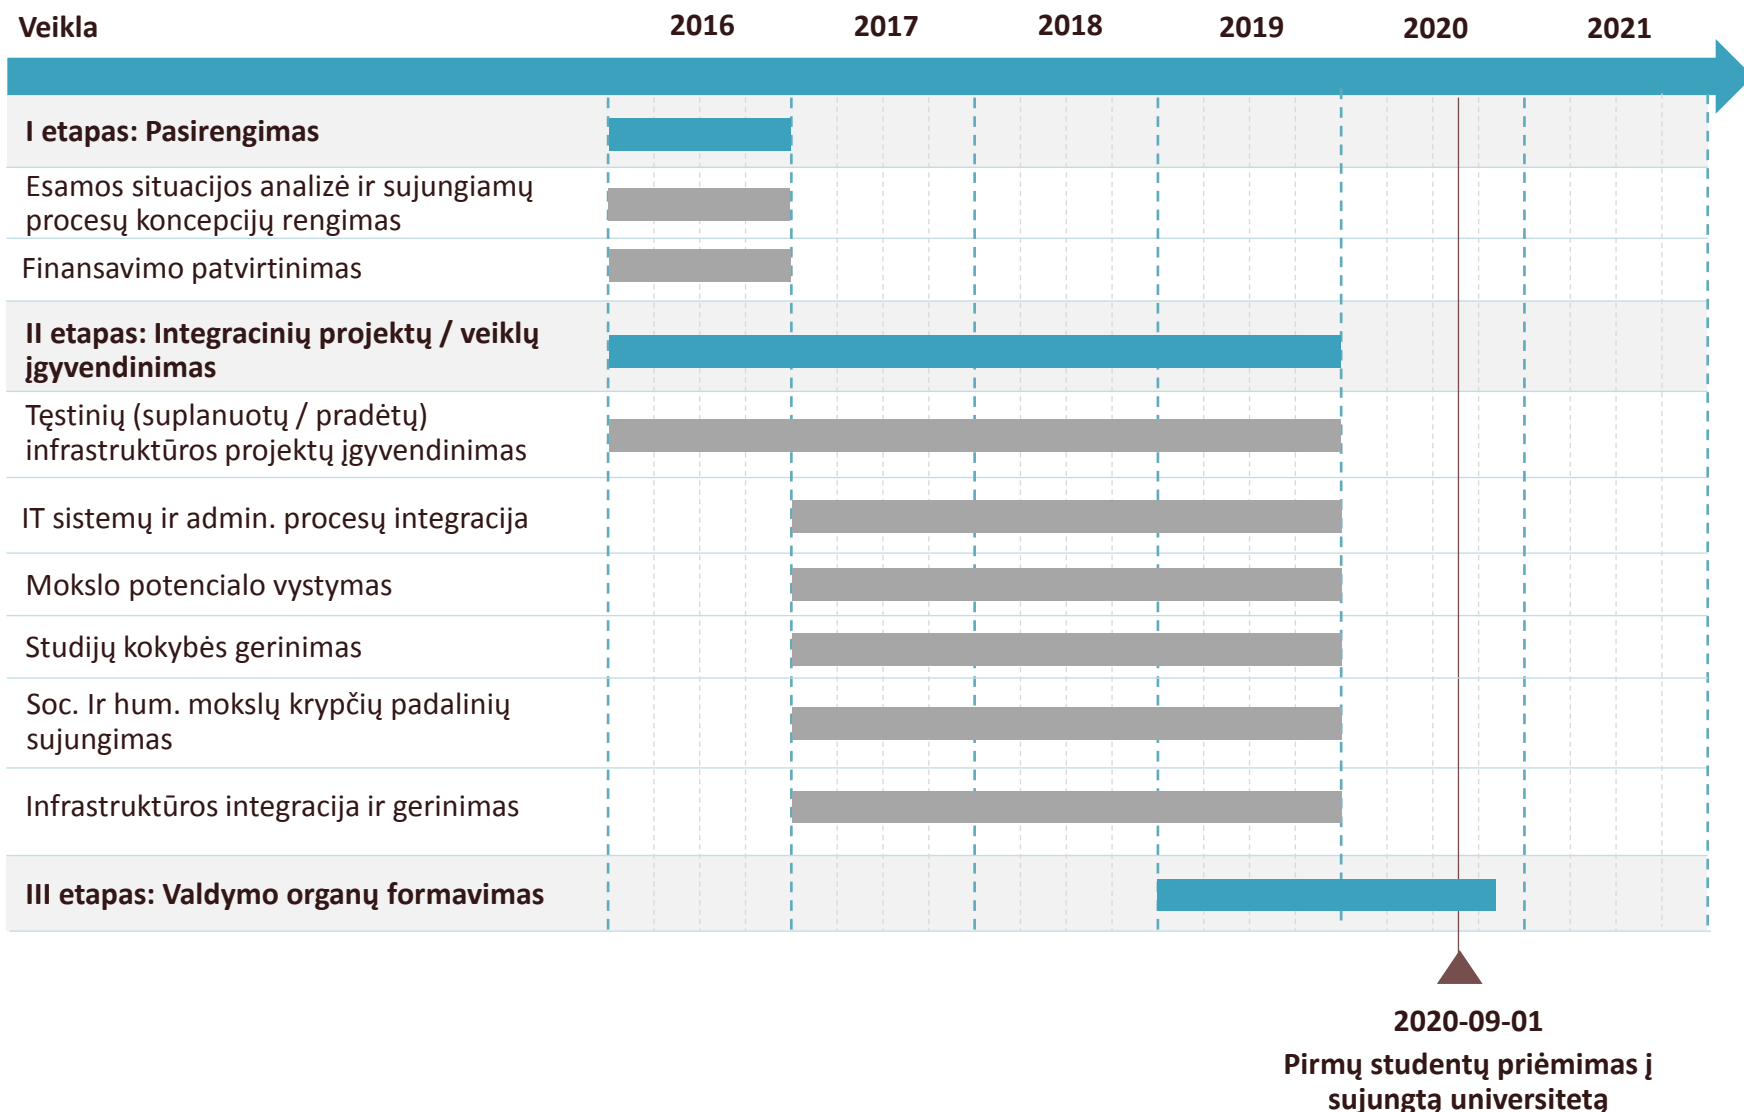 Veikla 2016 2017 2018 2019 2020 2021
I etapas: Pasirengimas
Esamos situacijos analizė ir sujungiamų
procesų koncepcijų rengimas
Finansavimo patvirtinimas
II etapas: Integracinių projektų / veiklų
įgyvendinimas
Tęstinių (suplanuotų / pradėtų)
infrastruktūros projektų įgyvendinimas
IT sistemų ir admin. procesų integracija
Mokslo potencialo vystymas
Studijų kokybės gerinimas
Soc. Ir hum. mokslų krypčių padalinių
sujungimas
Infrastruktūros integracija ir gerinimas
III etapas: Valdymo organų formavimas
2020-09-01
Pirmų studentų priėmimas į
sujungtą universitetą